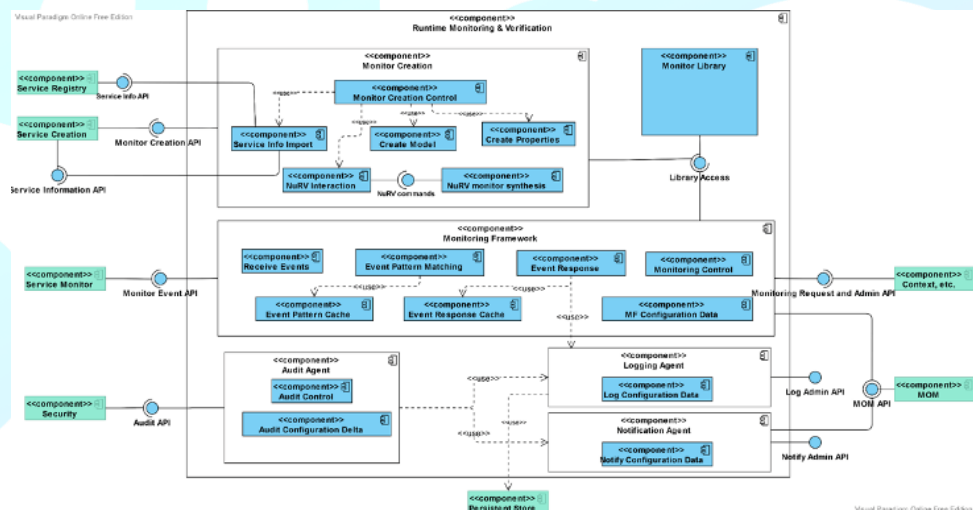 Visual Paradigm Online Free Edition
<<component>>
Runtime Monitoring & Verification
<<component>>
Monitor Creation
<<component>>
Monitor Library
<<component>>
Service Registry
Service Info API
<<component>>
Monitor Creation Control
<<use>>
<<use>>
<<use>>
<<use>>
<<component>>
Service Creation
Monitor Creation API
<<component>>
Service Info Import
<<component>>
Create Model
<<component>>
Create Properties
Service Information API
<<component>>
NuRV Interaction
NuRV commands
<<component>>
NuRV monitor synthesis
Library Access
<<component>>
Monitoring Framework
<<component>>
Receive Events
<<component>>
Event Pattern Matching
<<component>>
Event Response
<<component>>
Monitoring Control
<<component>>
Service Monitor
Monitor Event API
<<use>>
<<use>>
<<component>>
Event Pattern Cache
<<component>>
Event Response Cache
<<use>>
<<component>>
MF Configuration Data
Monitoring Request and Admin API
<<component>>
Context, etc.
<<component>>
Audit Agent
<<component>>
Audit Control
<<component>>
Audit Configuration Delta
<<component>>
Security
Audit API
<<use>>
<<use>>
<<use>>
<<component>>
Logging Agent
<<component>>
Log Configuration Data
Log Admin API
MOM API
<<component>>
MOM
<<component>>
Notification Agent
<<component>>
Notify Configuration Data
Notify Admin API
<<component>>
Persistent Store
Visual Paradigm Online Free Edition